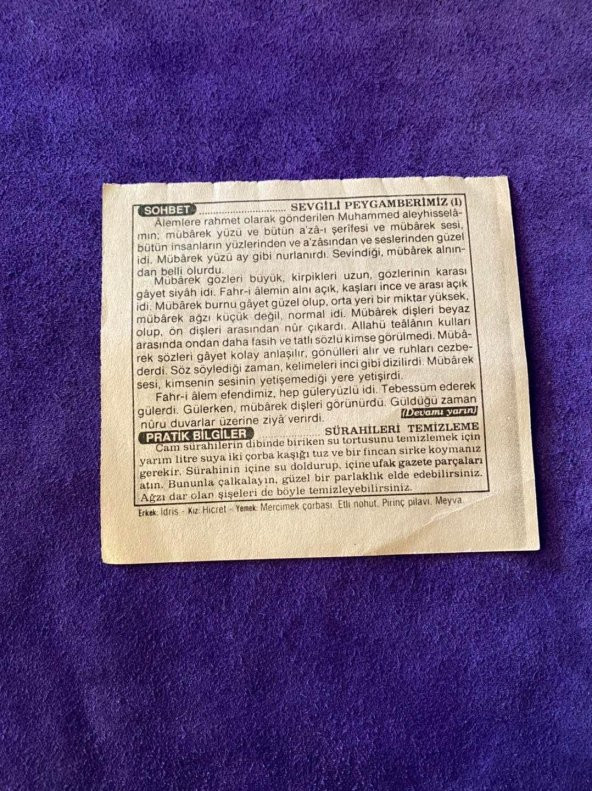 SOHBET .......................... SEVGİLİ PEYGAMBERİMİZ (I)
Âlemlere rahmet olarak gönderilen Muhammed aleyhisselâ-
mın; mübârek yüzü ve bütün a'zâ-ı şerifesi ve mübârek sesi,
bütün insanların yüzlerinden ve a'zâsından ve seslerinden güzel
idi. Mübârek yüzü ay gibi nurlanırdı. Sevindiği, mübârek alnın-
dan belli olurdu.
Mübârek gözleri büyük, kirpikleri uzun, gözlerinin karası
gâyet siyâh idi. Fahr-i âlemin alnı açık, kaşları ince ve arası açık
idi. Mübârek burnu gâyet güzel olup, orta yeri bir miktar yüksek,
mübârek ağzı küçük değil, normal idi. Mübârek dişleri beyaz
olup, ön dişleri arasından nûr çıkardı. Allahü teâlânın kulları
arasında ondan daha fasih ve tatlı sözlü kimse görülmedi. Mübâ-
rek sözleri gâyet kolay anlaşılır, gönülleri alır ve ruhları cezbe-
derdi. Söz söylediği zaman, kelimeleri inci gibi dizilirdi. Mübârek
sesi, kimsenin sesinin yetişemediği yere yetişirdi.
Fahr-i âlem efendimiz, hep güleryüzlü idi. Tebessüm ederek
gülerdi. Gülerken, mübârek dişleri görünürdü. Güldüğü zaman
nûru duvarlar üzerine ziyâ verirdi. (Devamı yarın)
PRATİK BİLGİLER .................. SÜRAHİLERİ TEMİZLEME
Cam sürahilerin dibinde biriken su tortusunu temizlemek için
yarım litre suya iki çorba kaşığı tuz ve bir fincan sirke koymanız
gerekir. Sürahinin içine su doldurup, içine ufak gazete parçaları
atın. Bununla çalkalayın, güzel bir parlaklık elde edebilirsiniz.
Ağzı dar olan şişeleri de böyle temizleyebilirsiniz.
Erkek: İdris - Kız: Hicret - Yemek: Mercimek çorbası. Etli nohut. Pirinç pilâvı. Meyva.